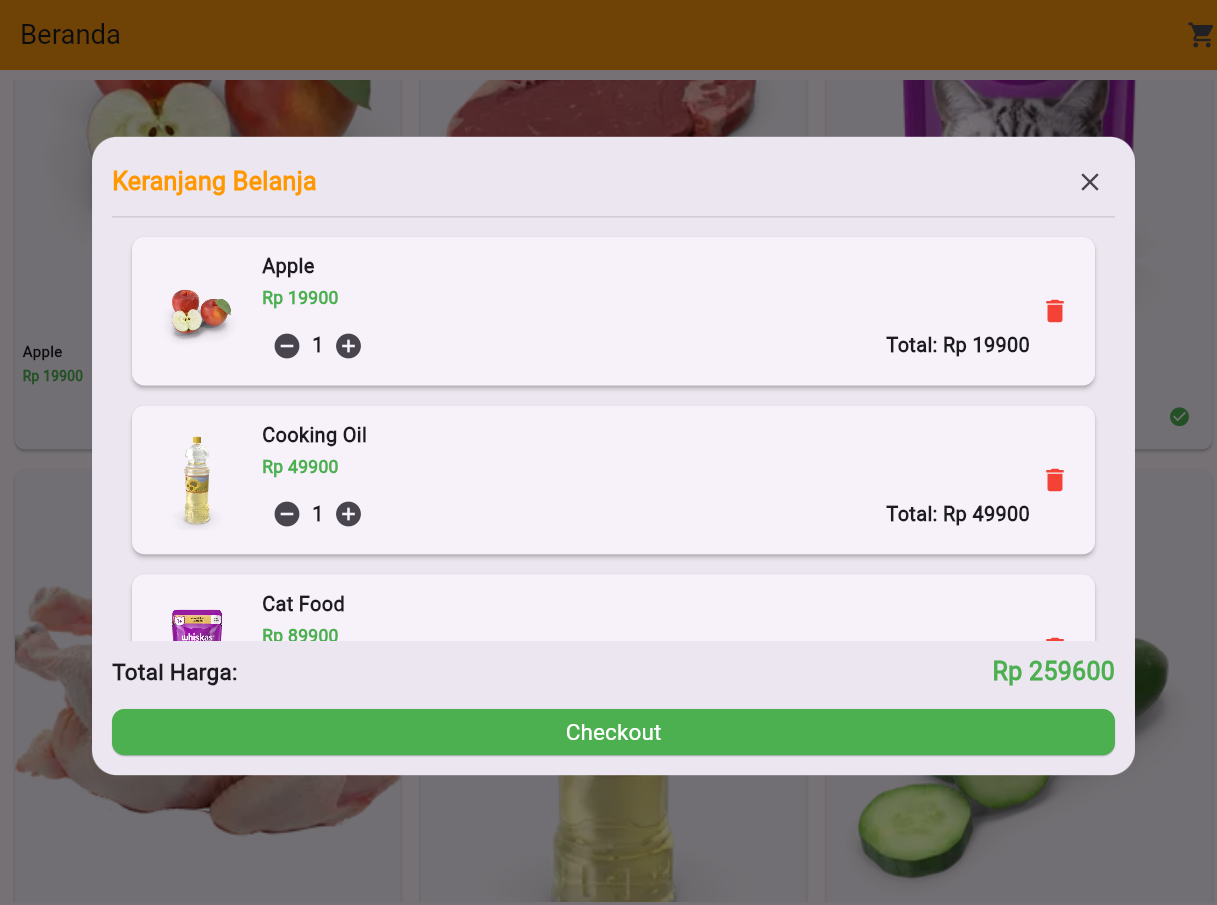 Beranda
Keranjang Belanja
Apple
Rp 19900
1
Total: Rp 19900
Apple
Rp 19900
Cooking Oil
Rp 49900
1
Total: Rp 49900
Cat Food
Rp 89900
whiskas
Total Harga:
Rp 259600
Checkout